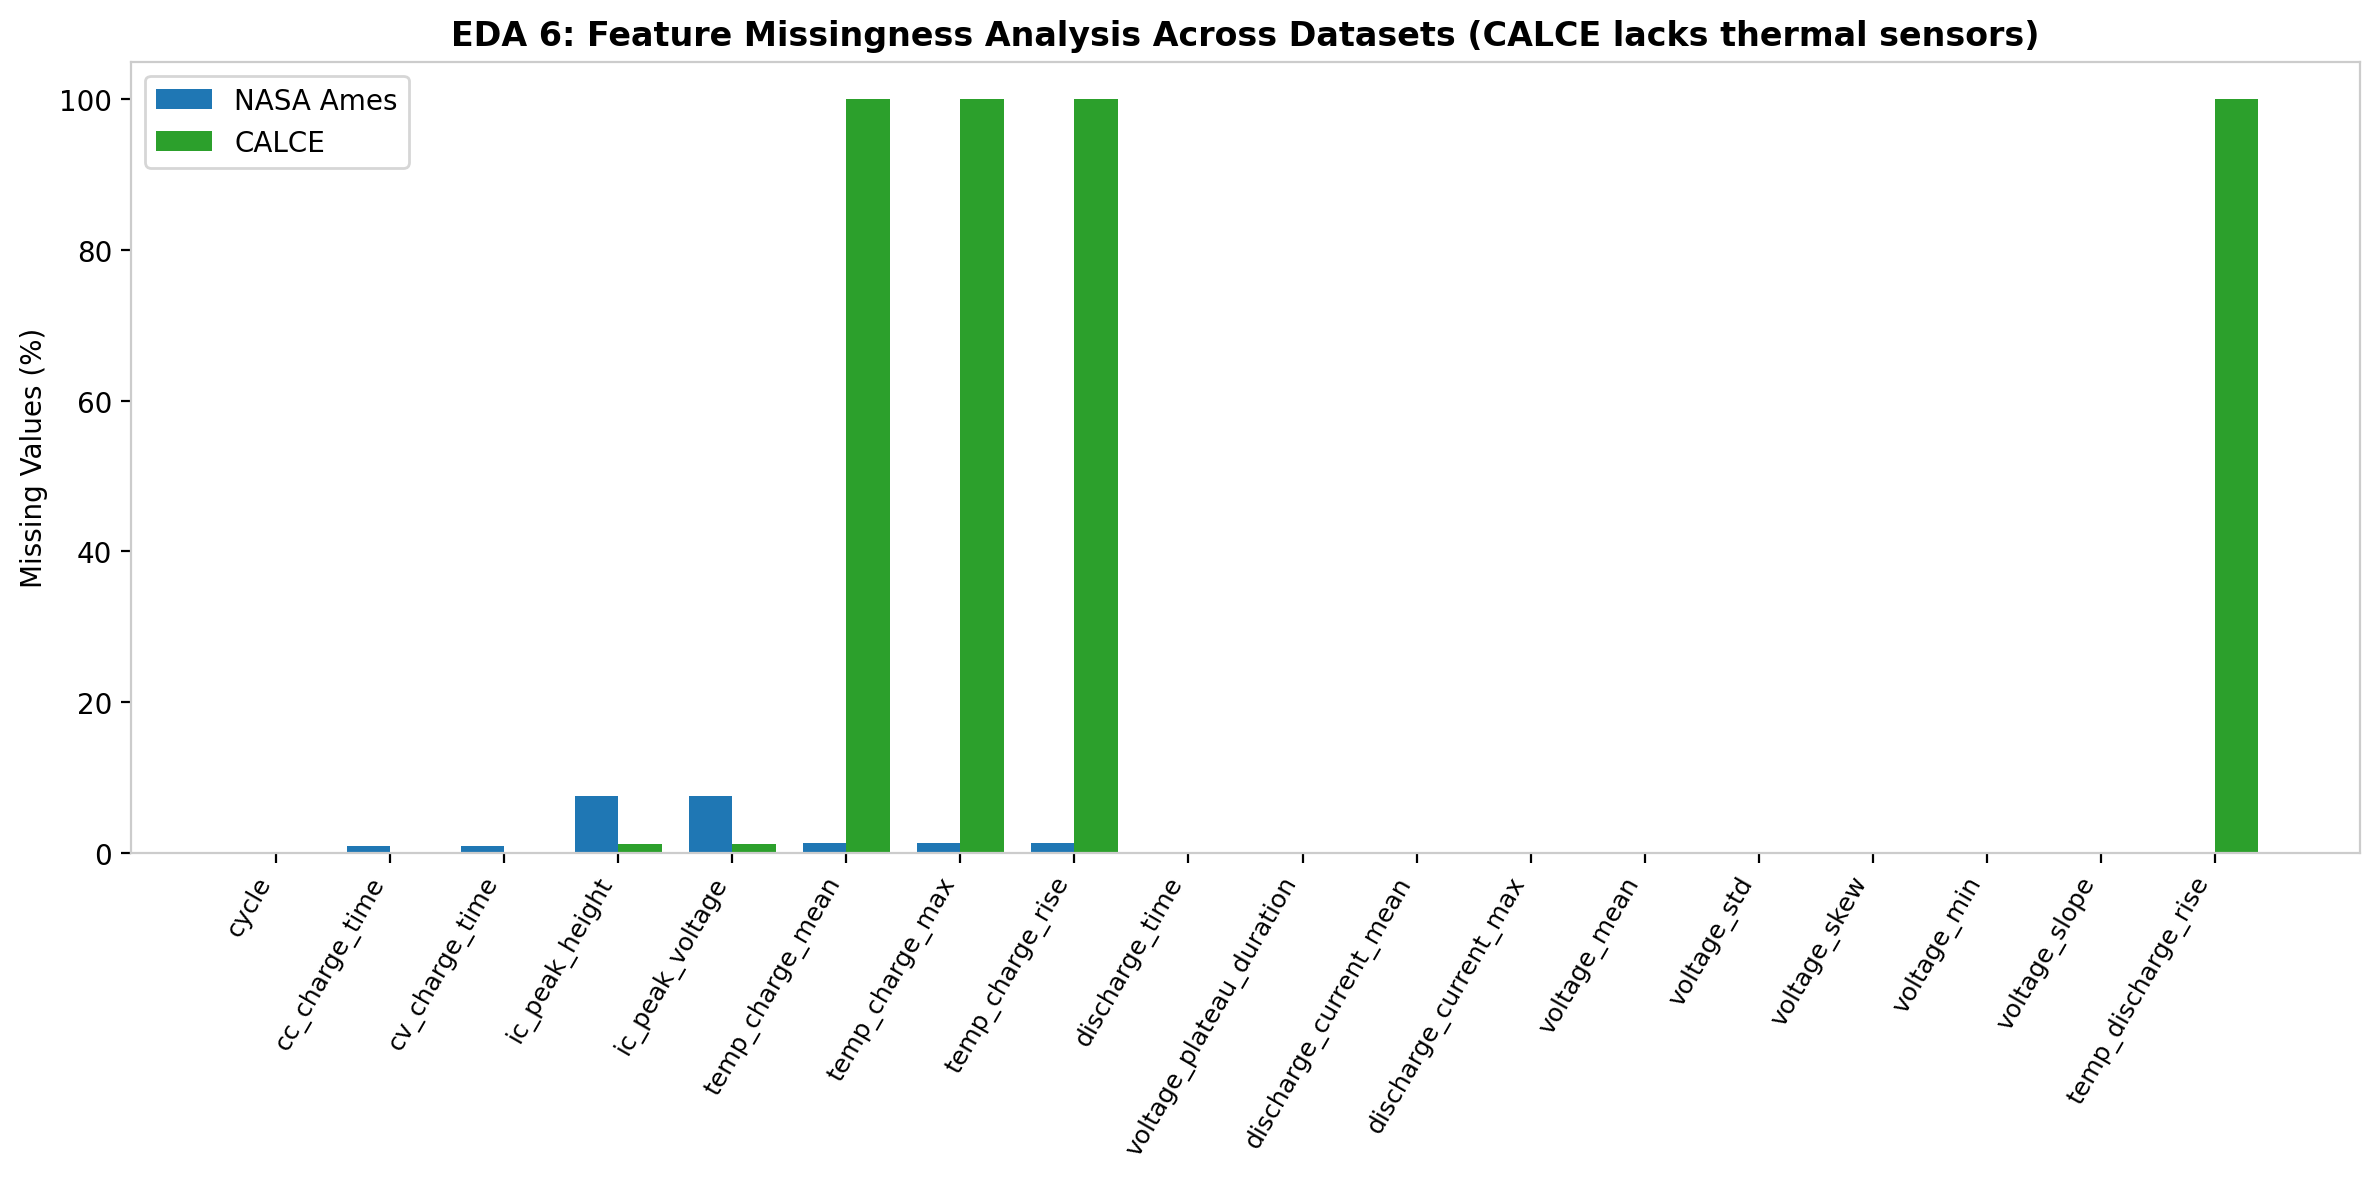 EDA 6: Feature Missingness Analysis Across Datasets (CALCE lacks thermal sensors)
NASA Ames
CALCE
Missing Values (%)
100
80
60
40
20
0
cycle
cc_charge_time
cv_charge_time
ic_peak_height
ic_peak_voltage
temp_charge_mean
temp_charge_max
temp_charge_rise
discharge_time
voltage_plateau_duration
discharge_current_mean
discharge_current_max
voltage_mean
voltage_std
voltage_skew
voltage_min
voltage_slope
temp_discharge_rise